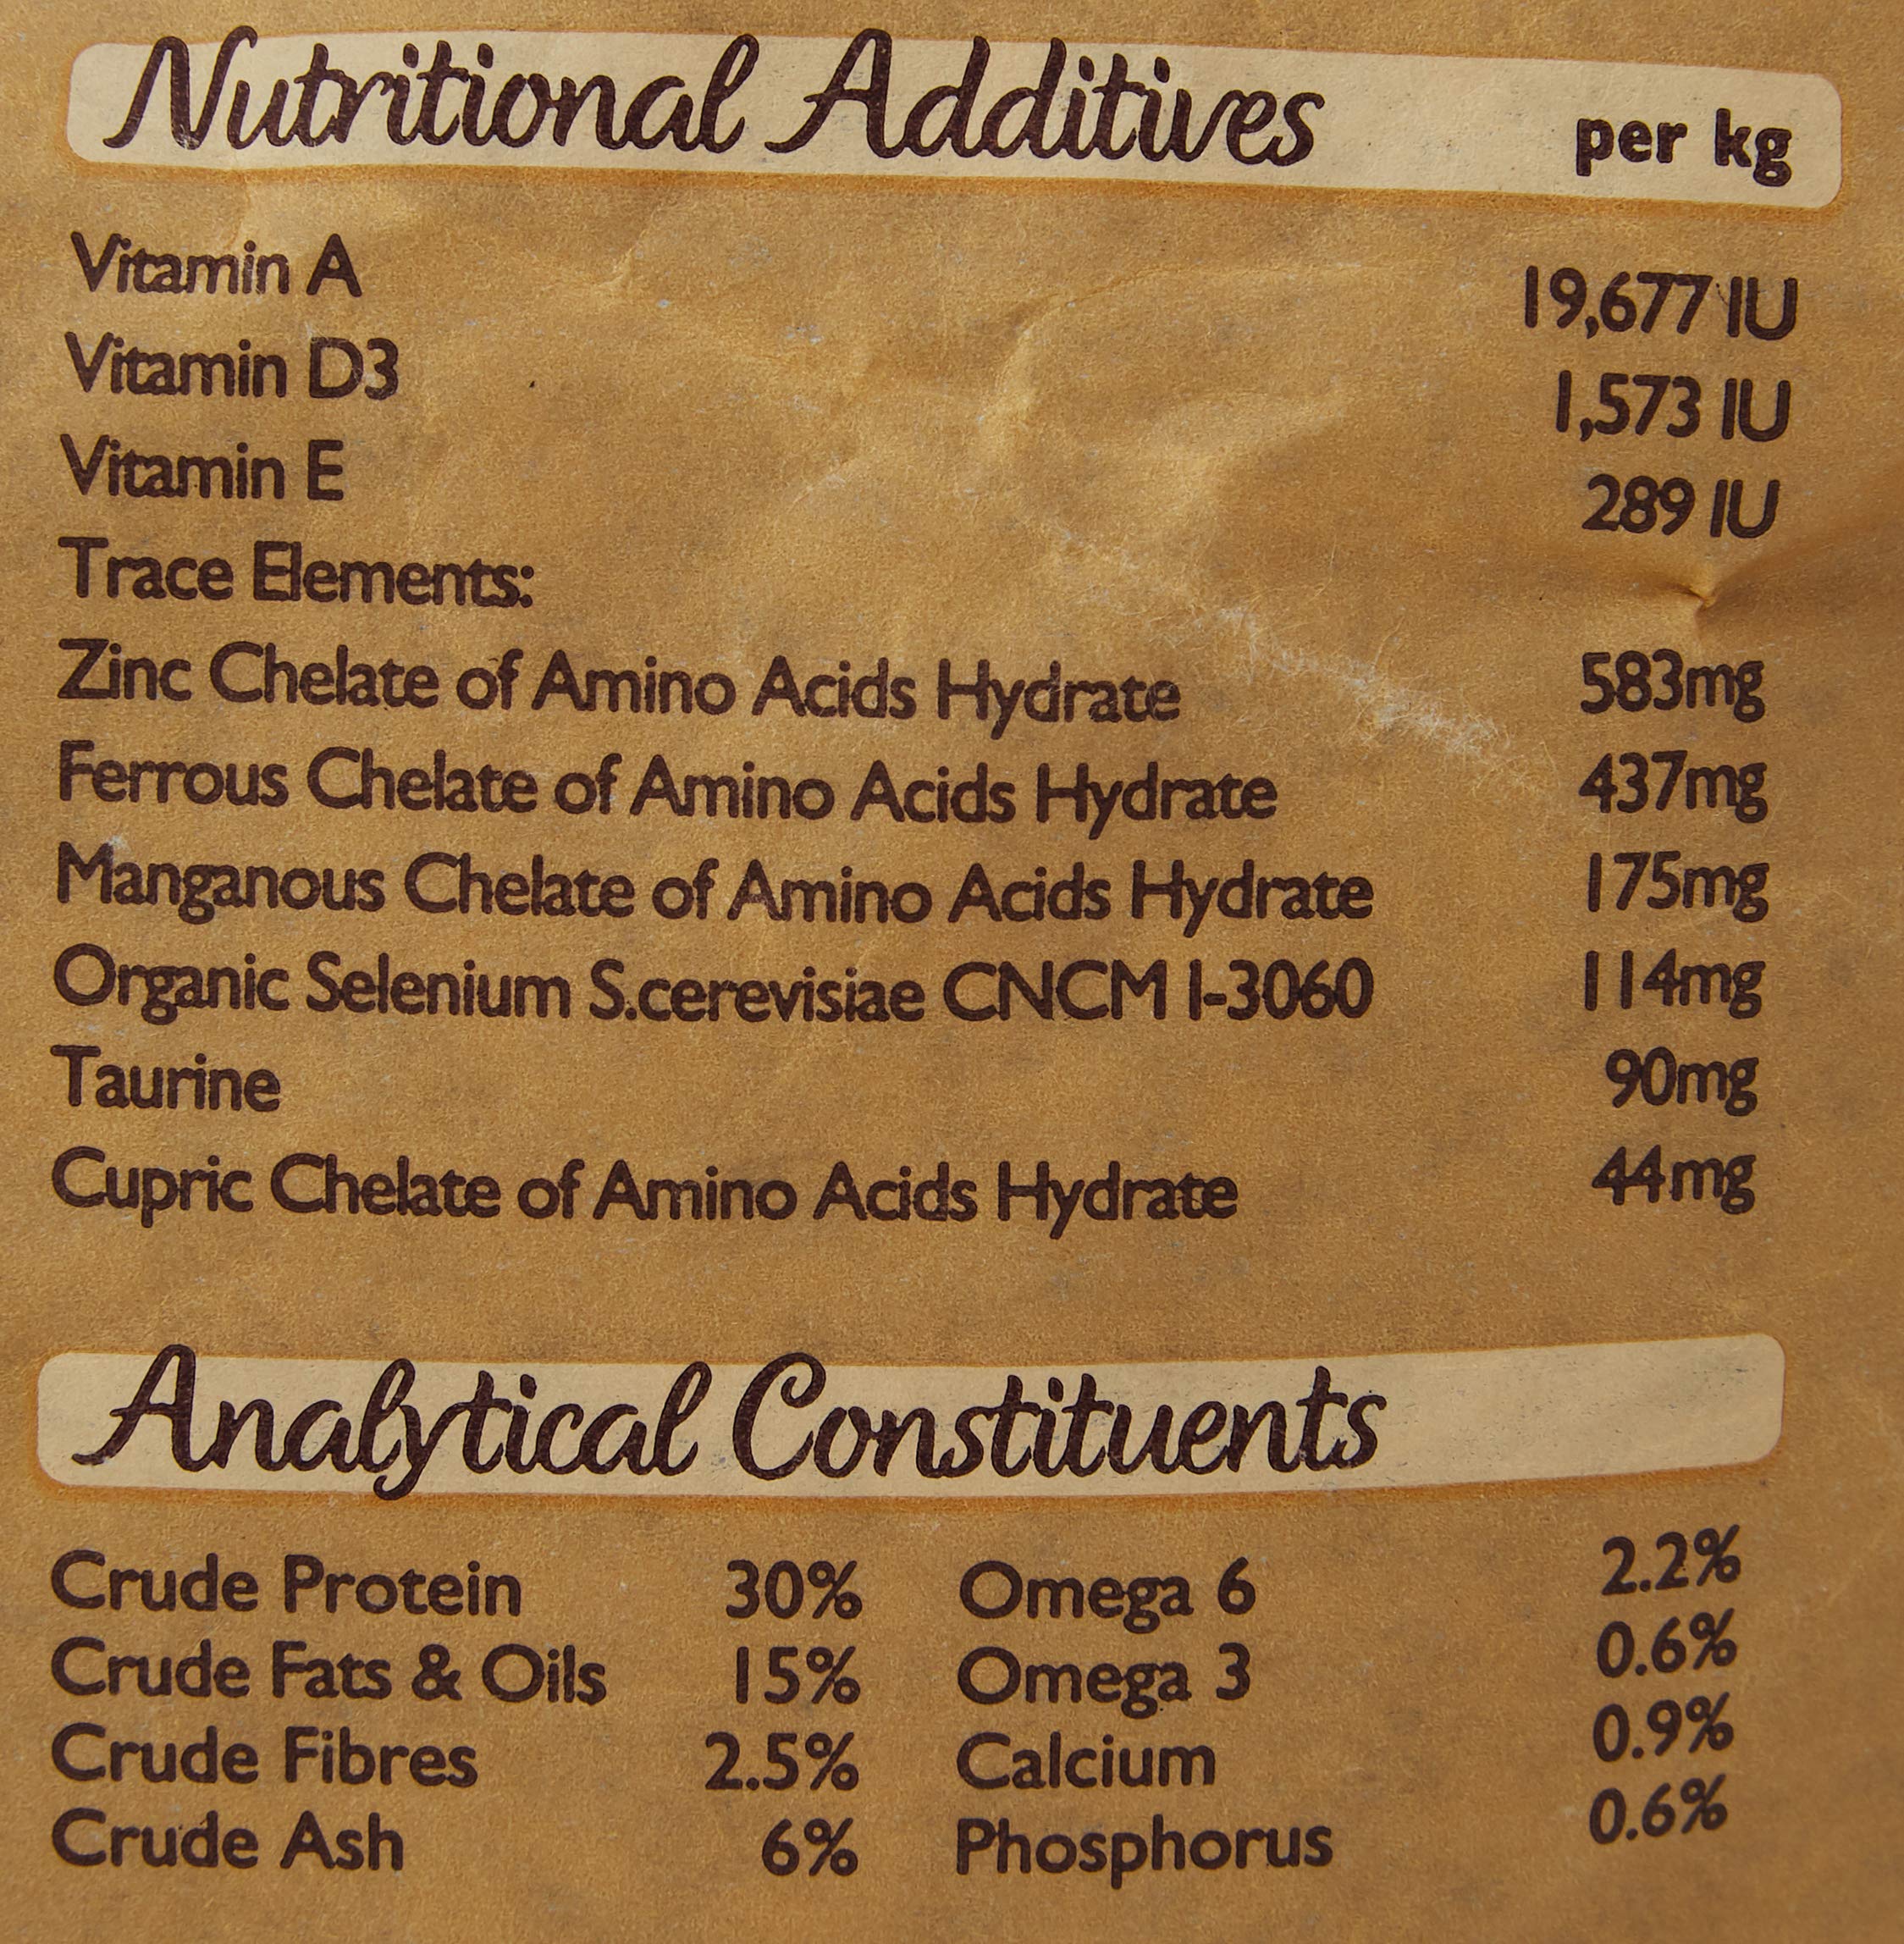 Nutritional Additives per kg
Vitamin A 19,677 IU
Vitamin D3 1,573 IU
Vitamin E 289 IU
Trace Elements:
Zinc Chelate of Amino Acids Hydrate 583mg
Ferrous Chelate of Amino Acids Hydrate 437mg
Manganous Chelate of Amino Acids Hydrate 175mg
Organic Selenium S.cerevisiae CNCM I-3060 114mg
Taurine 90mg
Cupric Chelate of Amino Acids Hydrate 44mg
Analytical Constituents
Crude Protein 30% Omega 6 2.2%
Crude Fats & Oils 15% Omega 3 0.6%
Crude Fibres 2.5% Calcium 0.9%
Crude Ash 6% Phosphorus 0.6%